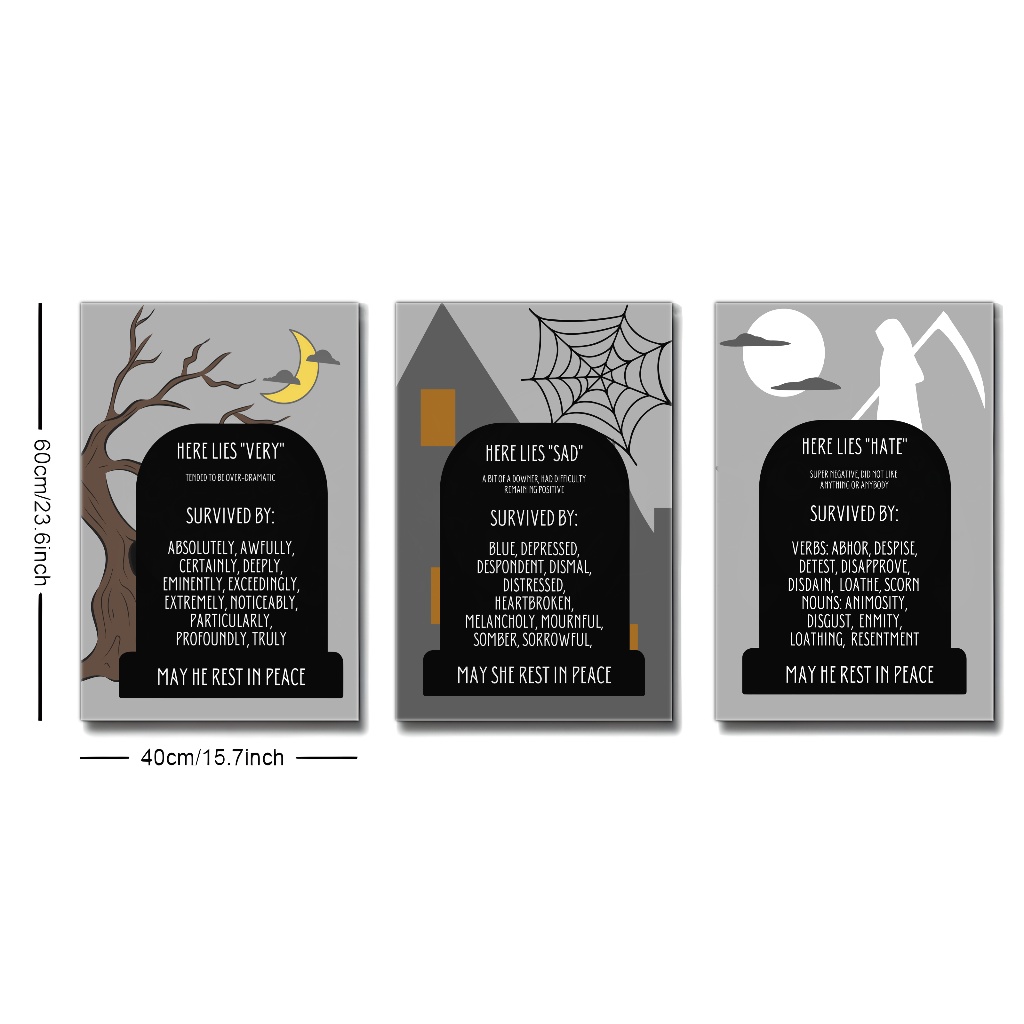 HERE LIES "VERY"
TENDED TO BE OVER-DRAMATIC
SURVIVED BY:
ABSOLUTELY, AWFULLY,
CERTAINLY, DEEPLY,
EMINENTLY, EXCEEDINGLY,
EXTREMELY, NOTICEABLY,
PARTICULARLY,
PROFOUNDLY, TRULY
MAY HE REST IN PEACE
HERE LIES "SAD"
A BIT OF A DOWNER, HAD DIFFICULTY
REMAINING POSITIVE
SURVIVED BY:
BLUE, DEPRESSED,
DESPONDENT, DISMAL,
DISTRESSED,
HEARTBROKEN,
MELANCHOLY, MOURNFUL,
SOMBER, SORROWFUL,
MAY SHE REST IN PEACE
HERE LIES "HATE"
SUPER NEGATIVE, DID NOT LIKE
ANYTHING OR ANYBODY
SURVIVED BY:
VERBS: ABHOR, DESPISE,
DETEST, DISAPPROVE,
DISDAIN, LOATHE, SCORN
NOUNS: ANIMOSITY,
DISGUST, ENMITY,
LOATHING, RESENTMENT
MAY HE REST IN PEACE
60cm/23.6inch
40cm/15.7inch